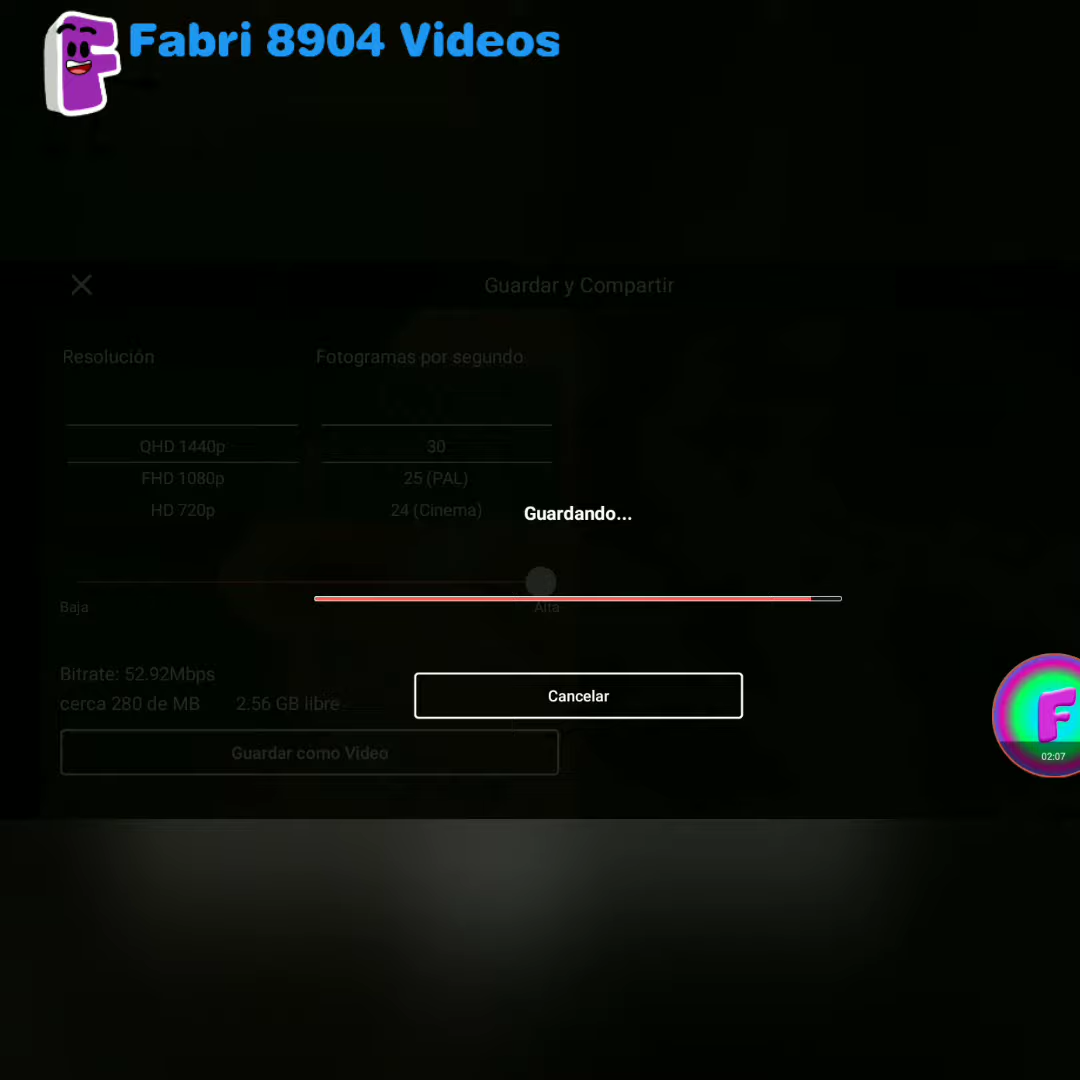 Fabri 8904 Videos
Guardar y Compartir
Resolución
Fotogramas por segundo
QHD 1440p
30
FHD 1080p
25 (PAL)
HD 720p
24 (Cinema)
Guardando...
Baja
Alta
Bitrate: 52.92Mbps
cerca 280 de MB
2.56 GB libre
Cancelar
Guardar como Video
F
02:07